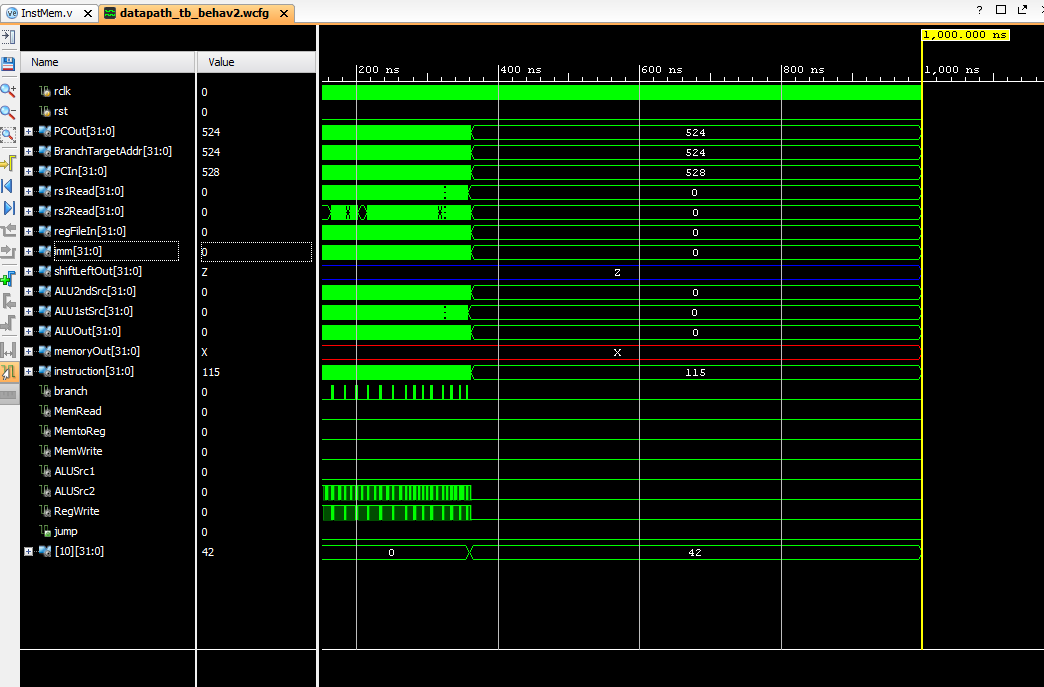 InstMem.v datapath_tb_behav2.wcfg ?
1,000.000 ns
Name Value 200 ns 400 ns 600 ns 800 ns 1,000 ns
rclk 0
rst 0
PCOut[31:0] 524 524
BranchTargetAddr[31:0] 524 524
PCIn[31:0] 528 528
rs1Read[31:0] 0 0
rs2Read[31:0] 0 0
regFileIn[31:0] 0 0
imm[31:0] 0 0
shiftLeftOut[31:0] Z Z
ALU2ndSrc[31:0] 0 0
ALU1stSrc[31:0] 0 0
ALUOut[31:0] 0 0
memoryOut[31:0] X X
instruction[31:0] 115 115
branch 0
MemRead 0
MemtoReg 0
MemWrite 0
ALUSrc1 0
ALUSrc2 0
RegWrite 0
jump 0
[10][31:0] 42 0 42